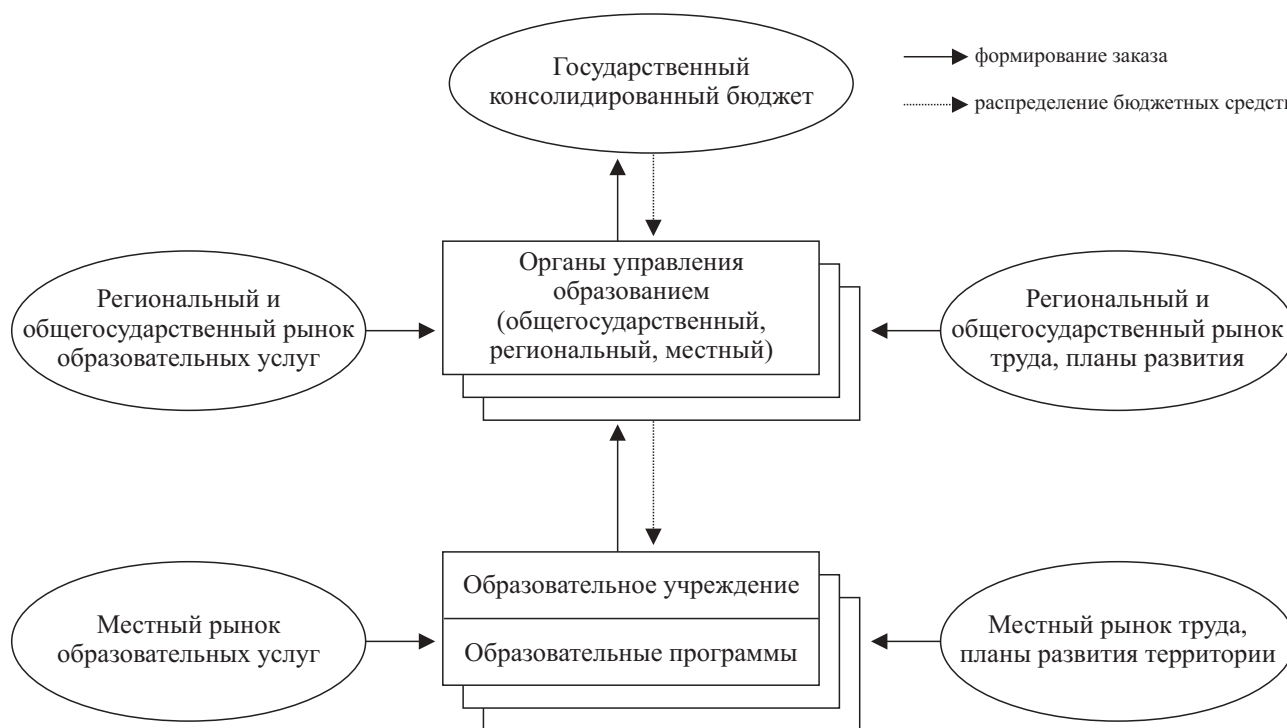 Государственный
консолидированный бюджет
формирование заказа
распределение бюджетных средств
Органы управления
образованием
(общегосударственный,
региональный, местный)
Региональный и
общегосударственный рынок
образовательных услуг
Региональный и
общегосударственный рынок
труда, планы развития
Образовательное учреждение
Образовательные программы
Местный рынок
образовательных услуг
Местный рынок труда,
планы развития территории